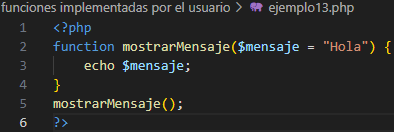 funciones implementadas por el usuario > ejemplo13.php
1 <?php
2 function mostrarMensaje($mensaje = "Hola") {
3     echo $mensaje;
4 }
5 mostrarMensaje();
6 ?>